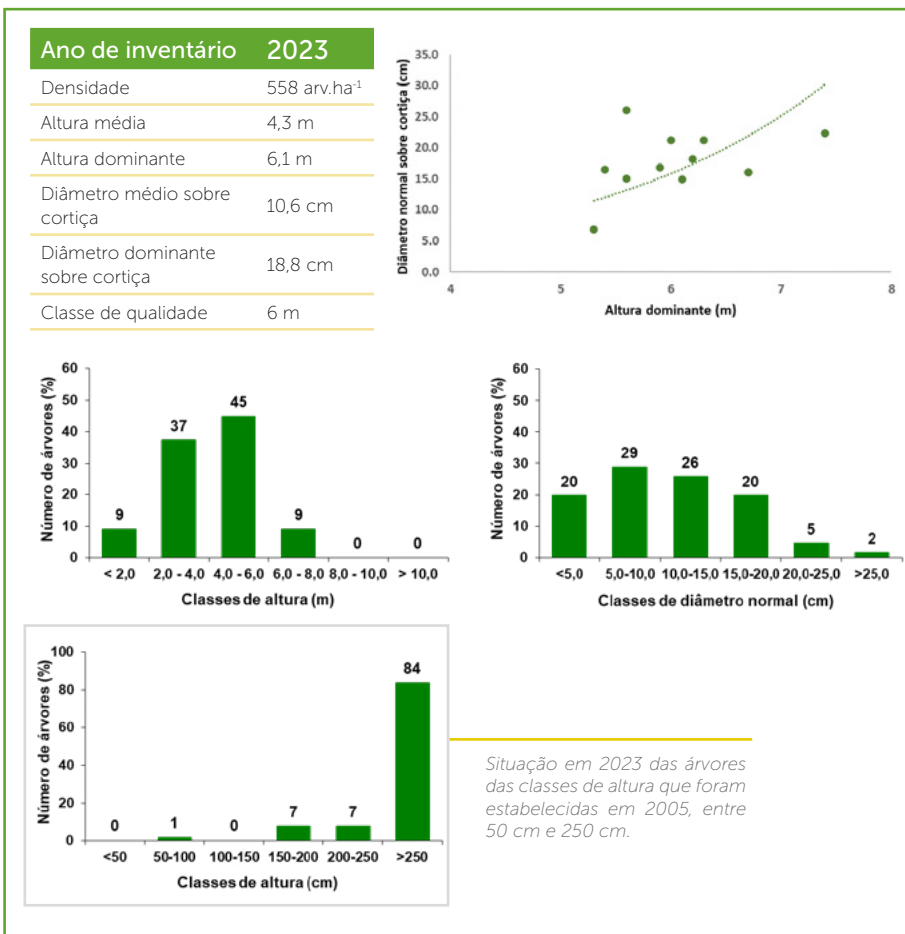 Ano de inventário 2023
Densidade 558 arv.ha⁻¹
Altura média 4,3 m
Altura dominante 6,1 m
Diâmetro médio sobre
cortiça 10,6 cm
Diâmetro dominante
sobre cortiça 18,8 cm
Classe de qualidade 6 m
Diâmetro normal sobre cortiça (cm)
35.0
30.0
25.0
20.0
15.0
10.0
5.0
0.0
4 5 6 7 8
Altura dominante (m)
Número de árvores (%)
60
50
40
30
20
10
0
9 37 45 9 0 0
< 2,0 2,0 - 4,0 4,0 - 6,0 6,0 - 8,0 8,0 - 10,0 > 10,0
Classes de altura (m)
Número de árvores (%)
60
50
40
30
20
10
0
20 29 26 20 5 2
<5,0 5,0-10,0 10,0-15,0 15,0-20,0 20,0-25,0 >25,0
Classes de diâmetro normal (cm)
Número de árvores (%)
100
80
60
40
20
0
0 1 0 7 7 84
<50 50-100 100-150 150-200 200-250 >250
Classes de altura (cm)
Situação em 2023 das árvores
das classes de altura que foram
estabelecidas em 2005, entre
50 cm e 250 cm.